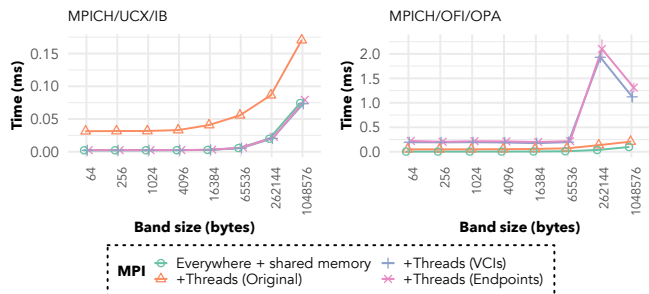 MPICH/UCX/IB
MPICH/OFI/OPA
Time (ms)
0.15
0.10
0.05
0.00
64
256
1024
4096
16384
65536
262144
1048576
Band size (bytes)
Time (ms)
2.0
1.5
1.0
0.5
0.0
64
256
1024
4096
16384
65536
262144
1048576
Band size (bytes)
MPI
Everywhere + shared memory
+Threads (Original)
+Threads (VCIs)
+Threads (Endpoints)